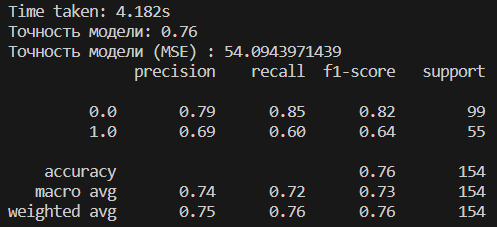 Time taken: 4.182s
Точность модели: 0.76
Точность модели (MSE) : 54.0943971439
precision recall f1-score support
0.0 0.79 0.85 0.82 99
1.0 0.69 0.60 0.64 55
accuracy 0.76 154
macro avg 0.74 0.72 0.73 154
weighted avg 0.75 0.76 0.76 154